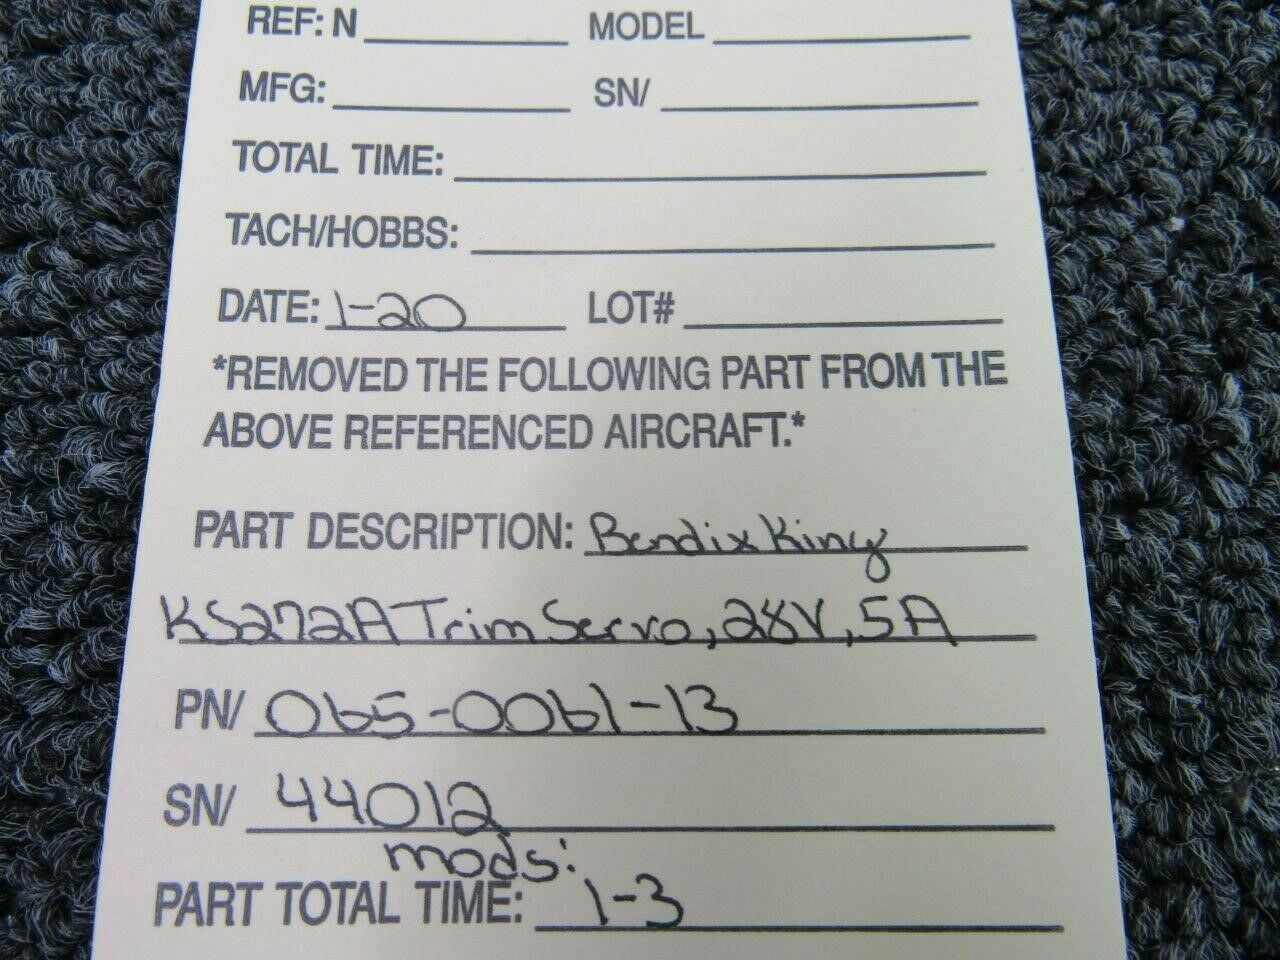 REF: N MODEL
MFG: SN/
TOTAL TIME:
TACH/HOBBS:
DATE: 1-20 LOT#
*REMOVED THE FOLLOWING PART FROM THE
ABOVE REFERENCED AIRCRAFT.*
PART DESCRIPTION: Bendix King
KS272A Trim Servo, 28V, 5A
PN/ 065-0061-13
SN/ 44012
mods:
PART TOTAL TIME: 1-3